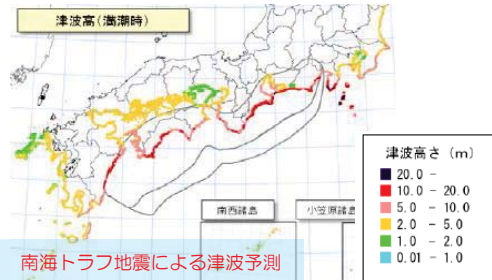 津波高(満潮時)
津波高さ (m)
20.0 -
10.0 - 20.0
5.0 - 10.0
2.0 - 5.0
1.0 - 2.0
0.01 - 1.0
南西諸島
小笠原諸島
南海トラフ地震による津波予測